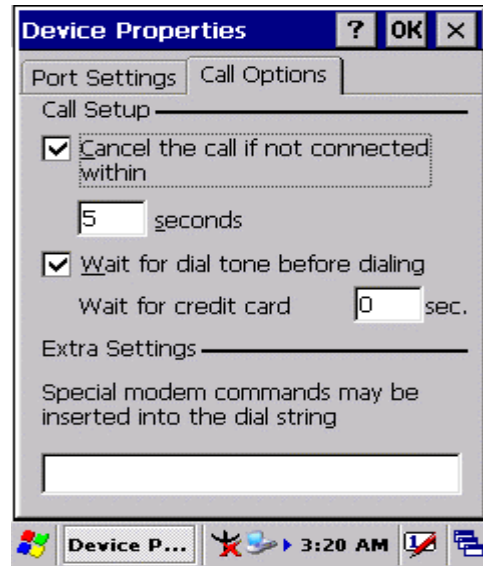 Device Properties ? OK ×
Port Settings Call Options
Call Setup
Cancel the call if not connected
within
5 seconds
Wait for dial tone before dialing
Wait for credit card 0 sec.
Extra Settings
Special modem commands may be
inserted into the dial string
Device P... 3:20 AM 1